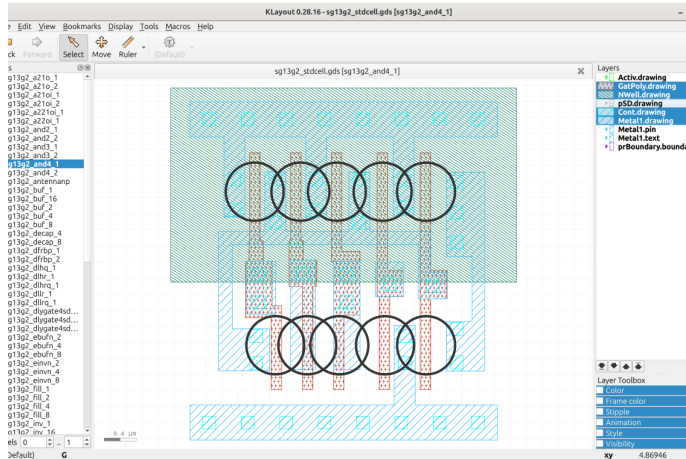 KLayout 0.28.16 - sg13g2_stdcell.gds [sg13g2_and4_1]
e Edit View Bookmarks Display Tools Macros Help
ck Forward Select Move Ruler (Default)
s
g13g2_a21o_1
g13g2_a21o_2
g13g2_a21oi_1
g13g2_a21oi_2
g13g2_a221oi_1
g13g2_a22oi_1
g13g2_and2_1
g13g2_and2_2
g13g2_and3_1
g13g2_and3_2
g13g2_and4_1
g13g2_and4_2
g13g2_antennanp
g13g2_buf_1
g13g2_buf_16
g13g2_buf_2
g13g2_buf_4
g13g2_buf_8
g13g2_decap_4
g13g2_decap_8
g13g2_dfrbp_1
g13g2_dfrbp_2
g13g2_dlhq_1
g13g2_dlhr_1
g13g2_dlhrq_1
g13g2_dllr_1
g13g2_dllrq_1
g13g2_dlygate4sd...
g13g2_dlygate4sd...
g13g2_dlygate4sd...
g13g2_ebufn_2
g13g2_ebufn_4
g13g2_ebufn_8
g13g2_einvn_2
g13g2_einvn_4
g13g2_einvn_8
g13g2_fill_1
g13g2_fill_2
g13g2_fill_4
g13g2_fill_8
g13g2_inv_1
g13g2_inv_16
els 0 .. 1
sg13g2_stdcell.gds [sg13g2_and4_1]
0.4 µm
Layers
Activ.drawing
GatPoly.drawing
NWell.drawing
pSD.drawing
Cont.drawing
Metal1.drawing
Metal1.pin
Metal1.text
prBoundary.bounda
Layer Toolbox
Color
Frame color
Stipple
Animation
Style
Visibility
Default) G xy 4.86946